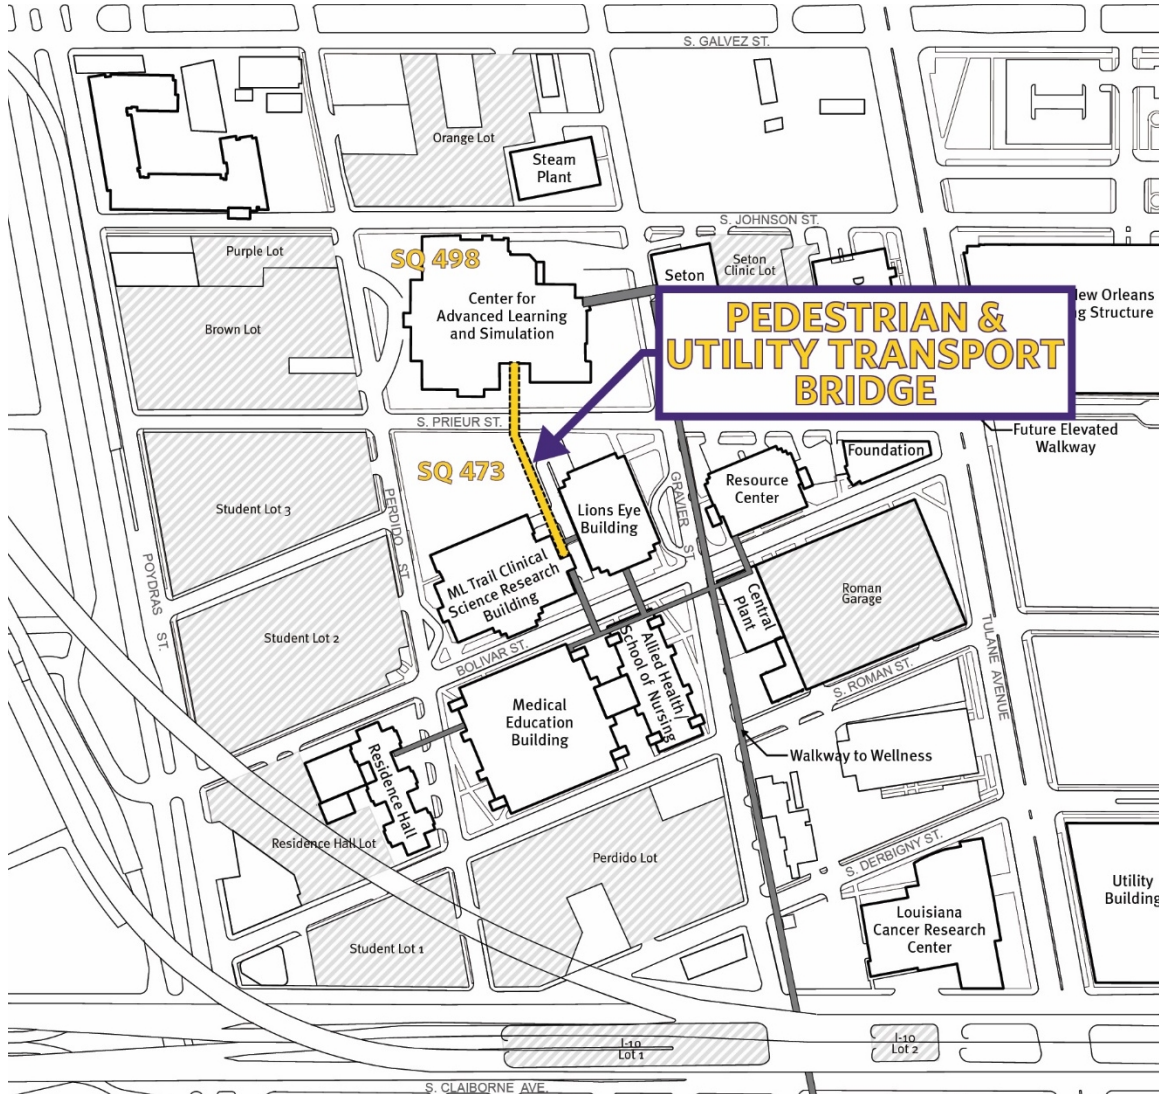 S. GALVEZ ST.
Orange Lot
Steam
Plant
S. JOHNSON ST.
Purple Lot
SQ 498
Seton
Clinic Lot
Seton
Center for
Advanced Learning
and Simulation
Brown Lot
New Orleans
PEDESTRIAN &
UTILITY TRANSPORT
BRIDGE
S. PRIEUR ST.
Future Elevated
Walkway
SQ 473
Foundation
Resource
Center
Student Lot 3
PERDIDO ST.
Lions Eye
Building
GRAVIER ST.
POYDRAS ST.
ML Trail Clinical
Science Research
Building
Central
Plant
Roman
Garage
Student Lot 2
BOLIVAR ST.
Allied Health/
School of Nursing
TULANE AVENUE
S. ROMAN ST.
Medical
Education
Building
Walkway to Wellness
Residence Hall
Residence Hall Lot
Perdido Lot
S. DERBIGNY ST.
Utility
Building
Louisiana
Cancer Research
Center
Student Lot 1
I-10
Lot 1
I-10
Lot 2
S. CLAIBORNE AVE.